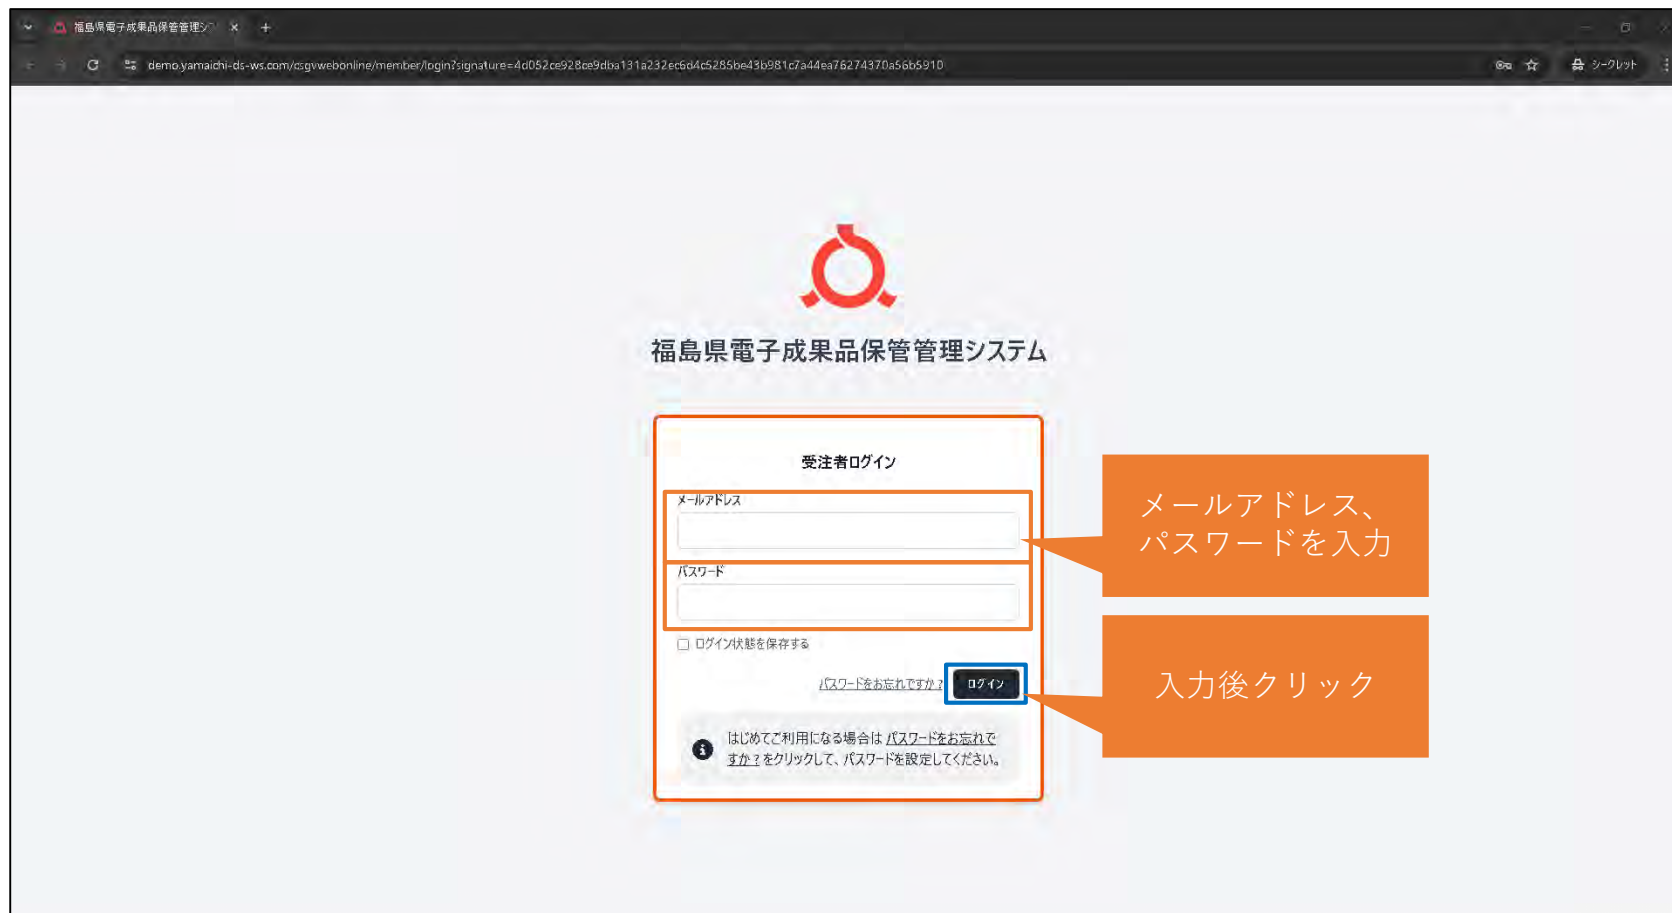 福島県電子成果品保管管理シス
demo.yamaichi-ds-ws.com/csgvwebonline/member/login?signature=4d052ce928ce9dba131a232ec6d4c5285be43b981c7a44ea76274370a56b5910
シークレット
福島県電子成果品保管管理システム
受注者ログイン
メールアドレス
パスワード
ログイン状態を保存する
パスワードをお忘れですか？
ログイン
はじめてご利用になる場合は パスワードをお忘れで
すか？をクリックして、パスワードを設定してください。
メールアドレス、
パスワードを入力
入力後クリック